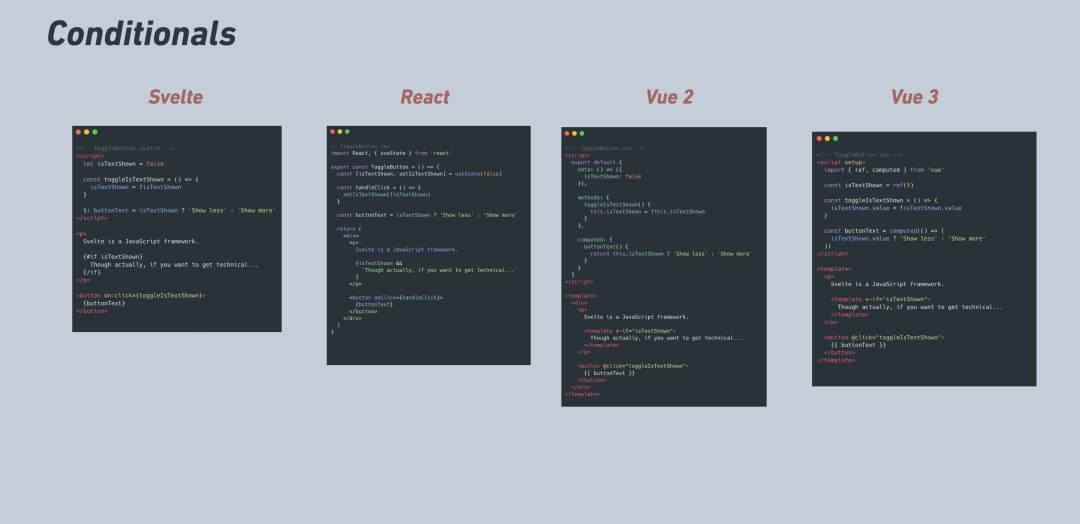 Conditionals
Svelte
<!-- ToggleButton.svelte -->
<script>
let isTextShown = false
const toggleIsTextShown = () => {
isTextShown = !isTextShown
}
$: buttonText = isTextShown ? 'Show less' : 'Show more'
</script>
<p>
Svelte is a JavaScript framework.
{#if isTextShown}
Though actually, if you want to get technical...
{/if}
</p>
<button on:click={toggleIsTextShown}>
{buttonText}
</button>
React
// ToggleButton.jsx
import React, { useState } from 'react'
export const ToggleButton = () => {
const [isTextShown, setIsTextShown] = useState(false)
const handleClick = () => {
setIsTextShown(!isTextShown)
}
const buttonText = isTextShown ? 'Show less' : 'Show more'
return (
<div>
<p>
Svelte is a JavaScript framework.
{isTextShown &&
'Though actually, if you want to get technical...'
}
</p>
<button onClick={handleClick}>
{buttonText}
</button>
</div>
)
}
Vue 2
<!-- ToggleButton.vue -->
<script>
export default {
data: () => ({
isTextShown: false
}),
methods: {
toggleIsTextShown() {
this.isTextShown = !this.isTextShown
}
},
computed: {
buttonText() {
return this.isTextShown ? 'Show less' : 'Show more'
}
}
}
</script>
<template>
<div>
<p>
Svelte is a JavaScript framework.
<template v-if="isTextShown">
Though actually, if you want to get technical...
</template>
</p>
<button @click="toggleIsTextShown">
{{ buttonText }}
</button>
</div>
</template>
Vue 3
<!-- ToggleButton.vue -->
<script setup>
import { ref, computed } from 'vue'
const isTextShown = ref(0)
const toggleIsTextShown = () => {
isTextShown.value = !isTextShown.value
}
const buttonText = computed(() => (
isTextShown.value ? 'Show less' : 'Show more'
))
</script>
<template>
<p>
Svelte is a JavaScript framework.
<template v-if="isTextShown">
Though actually, if you want to get technical...
</template>
</p>
<button @click="toggleIsTextShown">
{{ buttonText }}
</button>
</template>